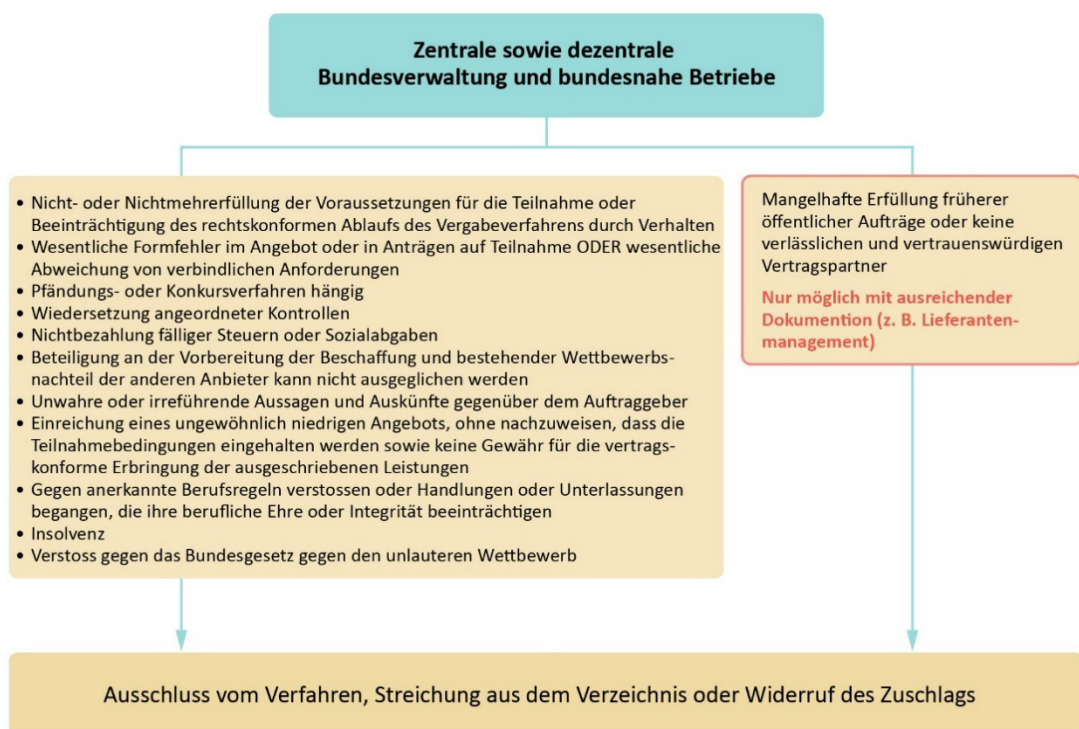 Zentrale sowie dezentrale
Bundesverwaltung und bundesnahe Betriebe
• Nicht- oder Nichtmehrerfüllung der Voraussetzungen für die Teilnahme oder
Beeinträchtigung des rechtskonformen Ablaufs des Vergabeverfahrens durch Verhalten
• Wesentliche Formfehler im Angebot oder in Anträgen auf Teilnahme ODER wesentliche
Abweichung von verbindlichen Anforderungen
• Pfändungs- oder Konkursverfahren hängig
• Wiedersetzung angeordneter Kontrollen
• Nichtbezahlung fälliger Steuern oder Sozialabgaben
• Beteiligung an der Vorbereitung der Beschaffung und bestehender Wettbewerbs-
nachteil der anderen Anbieter kann nicht ausgeglichen werden
• Unwahre oder irreführende Aussagen und Auskünfte gegenüber dem Auftraggeber
• Einreichung eines ungewöhnlich niedrigen Angebots, ohne nachzuweisen, dass die
Teilnahmebedingungen eingehalten werden sowie keine Gewähr für die vertrags-
konforme Erbringung der ausgeschriebenen Leistungen
• Gegen anerkannte Berufsregeln verstossen oder Handlungen oder Unterlassungen
begangen, die ihre berufliche Ehre oder Integrität beeinträchtigen
• Insolvenz
• Verstoss gegen das Bundesgesetz gegen den unlauteren Wettbewerb
Mangelhafte Erfüllung früherer
öffentlicher Aufträge oder keine
verlässlichen und vertrauenswürdigen
Vertragspartner
Nur möglich mit ausreichender
Dokumention (z. B. Lieferanten-
management)
Ausschluss vom Verfahren, Streichung aus dem Verzeichnis oder Widerruf des Zuschlags